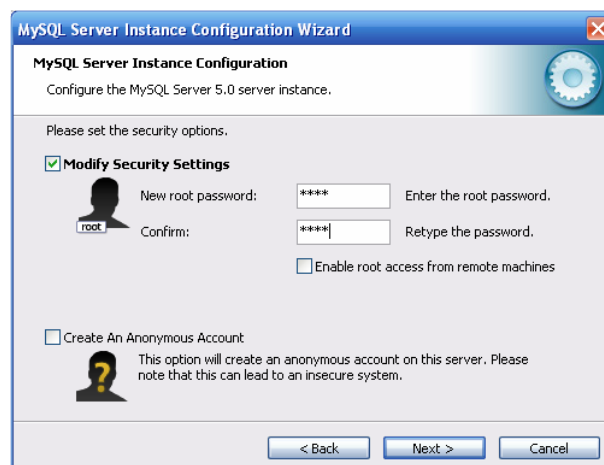 MySQL Server Instance Configuration Wizard
MySQL Server Instance Configuration
Configure the MySQL Server 5.0 server instance.
Please set the security options.
Modify Security Settings
New root password: **** Enter the root password.
root
Confirm: **** Retype the password.
Enable root access from remote machines
Create An Anonymous Account
This option will create an anonymous account on this server. Please
note that this can lead to an insecure system.
< Back Next > Cancel